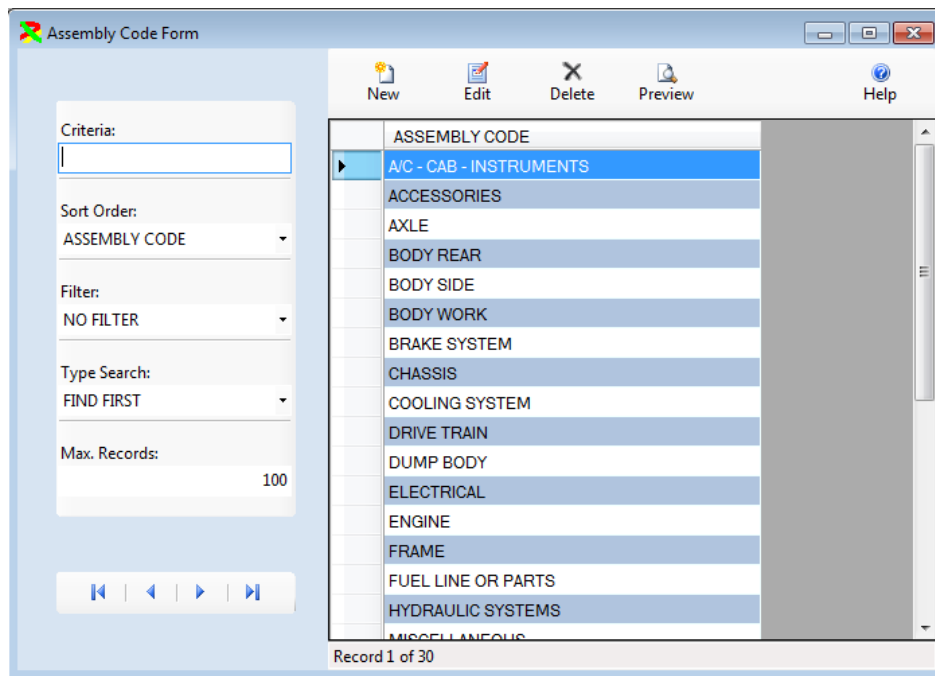 Assembly Code Form
New Edit Delete Preview Help
Criteria:
Sort Order:
ASSEMBLY CODE
Filter:
NO FILTER
Type Search:
FIND FIRST
Max. Records:
100
ASSEMBLY CODE
A/C - CAB - INSTRUMENTS
ACCESSORIES
AXLE
BODY REAR
BODY SIDE
BODY WORK
BRAKE SYSTEM
CHASSIS
COOLING SYSTEM
DRIVE TRAIN
DUMP BODY
ELECTRICAL
ENGINE
FRAME
FUEL LINE OR PARTS
HYDRAULIC SYSTEMS
MISCELLANEOUS
Record 1 of 30